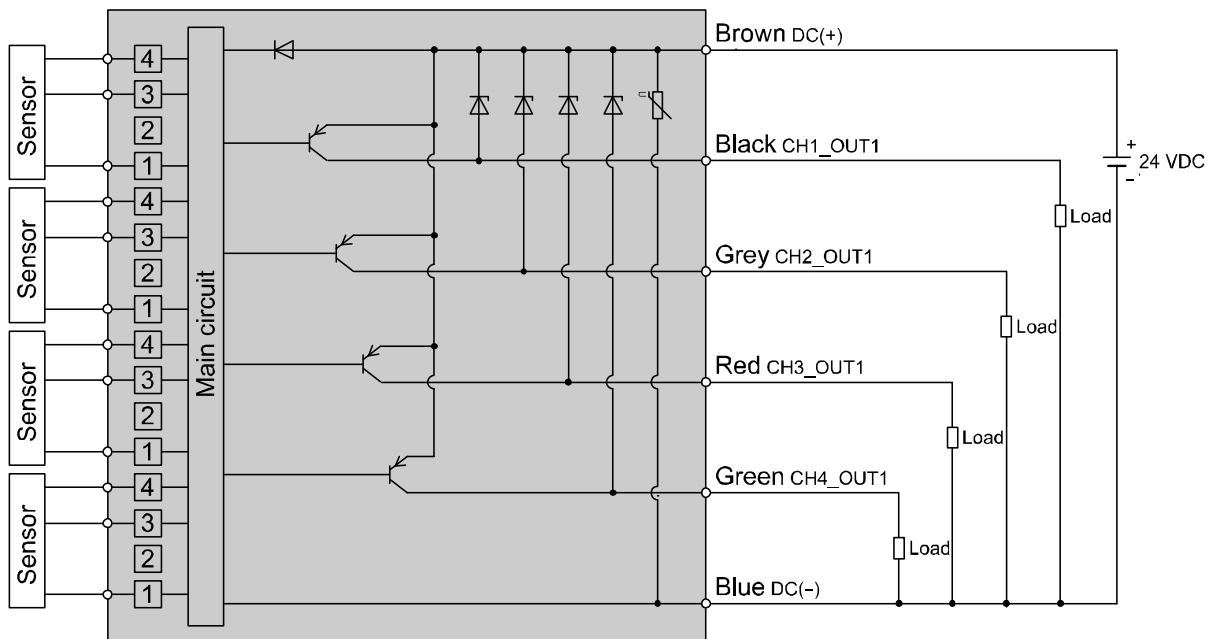 Sensor
4
3
2
1
Sensor
4
3
2
1
Sensor
4
3
2
1
Sensor
4
3
2
1
Main circuit
Brown DC(+)
Black CH1_OUT1
Grey CH2_OUT1
Red CH3_OUT1
Green CH4_OUT1
Blue DC(−)
+
24 VDC
−
Load
Load
Load
Load